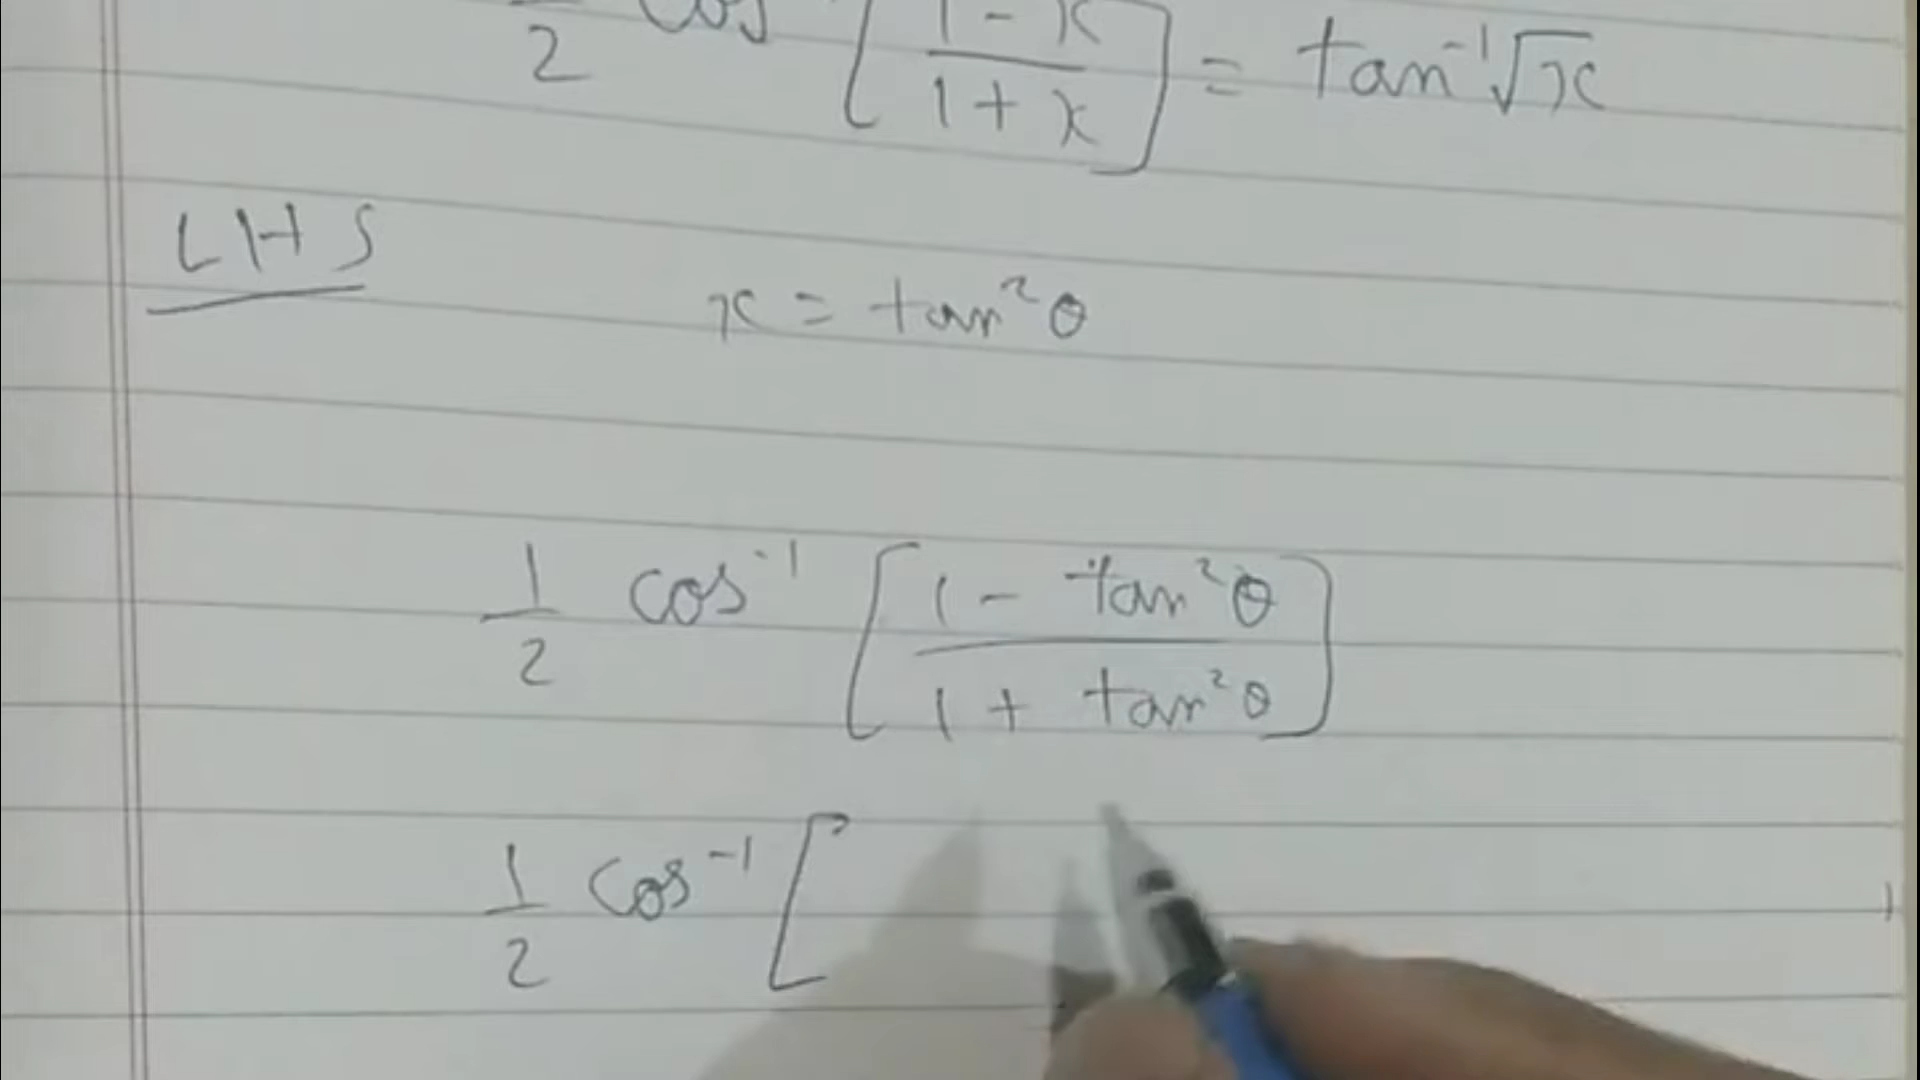 1/2 cos [1 - x / 1 + x] = tan⁻¹√x
LHS
x = tan²θ
1/2 cos⁻¹ [1 - tan²θ / 1 + tan²θ]
1/2 cos⁻¹ [